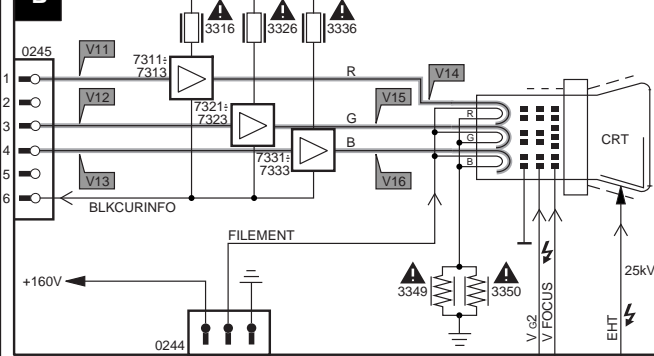 3316
3326
3336
0245
V11
7311÷
7313
R
V14
1
2
V12
7321÷
7323
V15
G
3
7331÷
7333
B
4
V13
V16
5
6
BLKCURINFO
R
G
B
CRT
FILEMENT
+160V
3349
3350
V G2
V FOCUS
EHT
25kV
0244